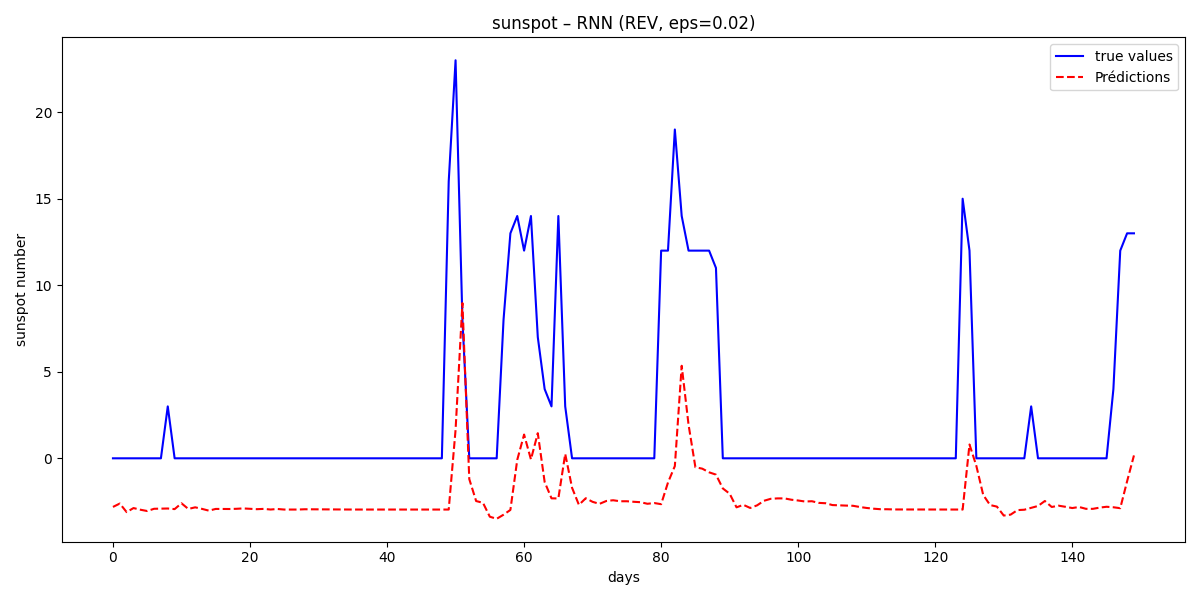 sunspot – RNN (REV, eps=0.02)
true values
Prédictions
sunspot number
20
15
10
5
0
0 20 40 60 80 100 120 140
days